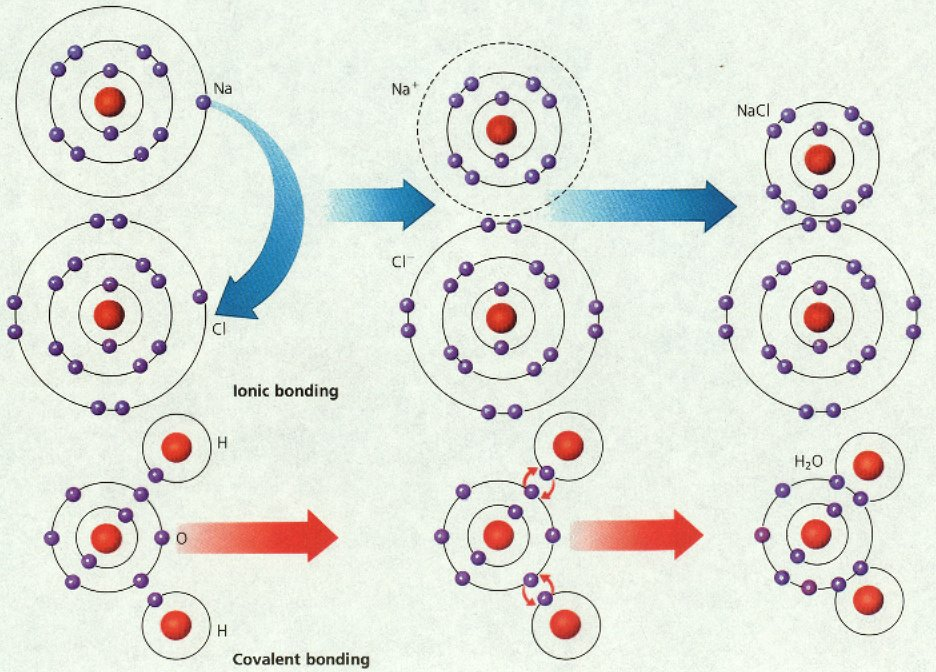 Na
Na⁺
NaCl
Cl⁻
Cl
Ionic bonding
H
H₂O
O
H
Covalent bonding